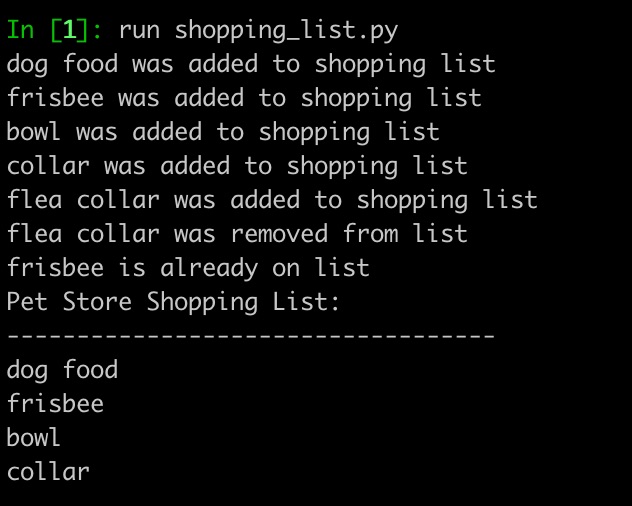 In [1]: run shopping_list.py
dog food was added to shopping list
frisbee was added to shopping list
bowl was added to shopping list
collar was added to shopping list
flea collar was added to shopping list
flea collar was removed from list
frisbee is already on list
Pet Store Shopping List:
-----------------------------------
dog food
frisbee
bowl
collar